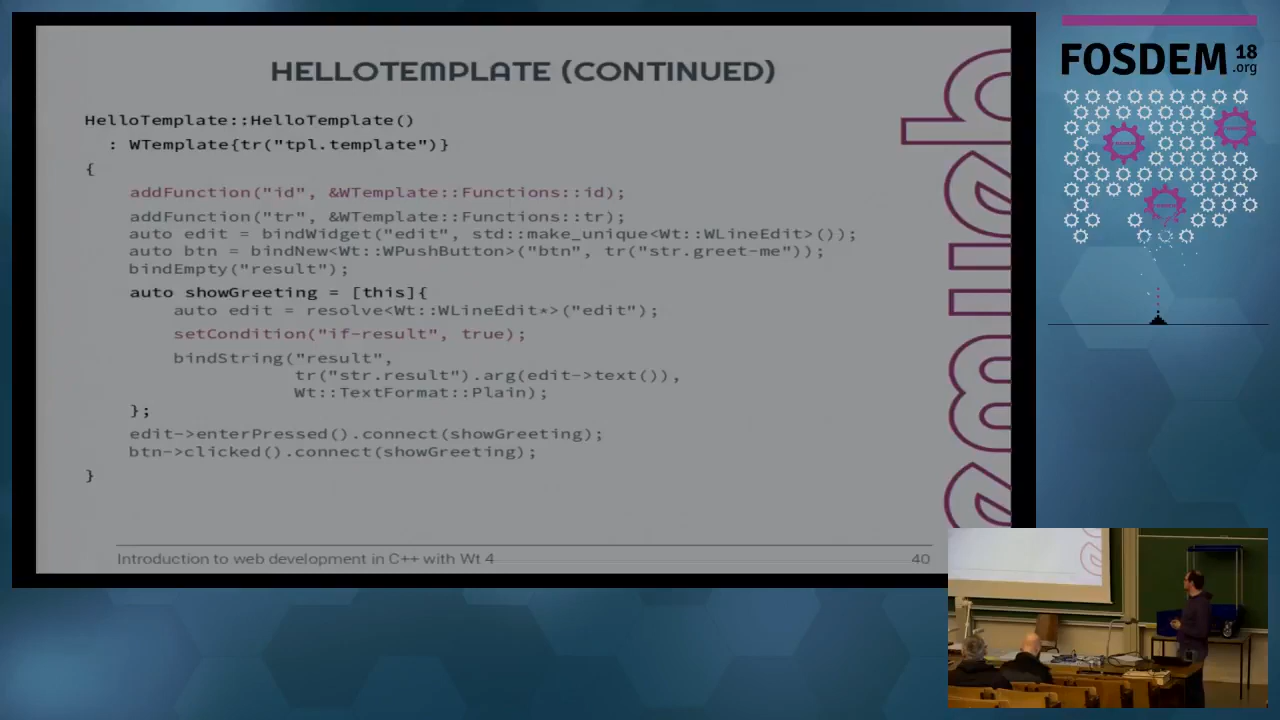 HELLOTEMPLATE (CONTINUED)
HelloTemplate::HelloTemplate()
  : WTemplate{tr("tpl.template")}
{
    addFunction("id", &WTemplate::Functions::id);
    addFunction("tr", &WTemplate::Functions::tr);
    auto edit = bindWidget("edit", std::make_unique<Wt::WLineEdit>());
    auto btn = bindNew<Wt::WPushButton>("btn", tr("str.greet-me"));
    bindEmpty("result");
    auto showGreeting = [this]{
        auto edit = resolve<Wt::WLineEdit*>("edit");
        setCondition("if-result", true);
        bindString("result",
                   tr("str.result").arg(edit->text()),
                   Wt::TextFormat::Plain);
    };
    edit->enterPressed().connect(showGreeting);
    btn->clicked().connect(showGreeting);
}
Introduction to web development in C++ with Wt 4
40
FOSDEM 18
.org